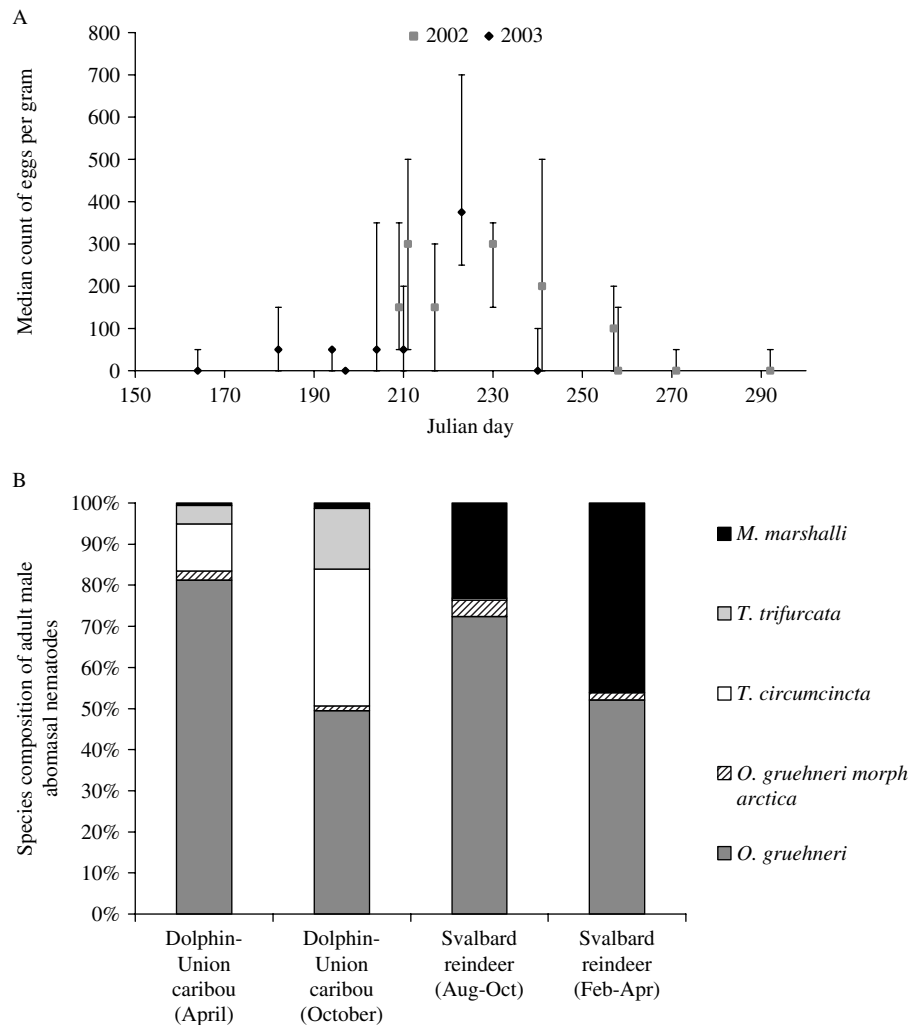 A
2002 2003
Median count of eggs per gram
800
700
600
500
400
300
200
100
0
150 170 190 210 230 250 270 290
Julian day
B
Species composition of adult male
abomasal nematodes
100%
90%
80%
70%
60%
50%
40%
30%
20%
10%
0%
Dolphin-
Union
caribou
(April)
Dolphin-
Union
caribou
(October)
Svalbard
reindeer
(Aug-Oct)
Svalbard
reindeer
(Feb-Apr)
M. marshalli
T. trifurcata
T. circumcincta
O. gruehneri morph
arctica
O. gruehneri